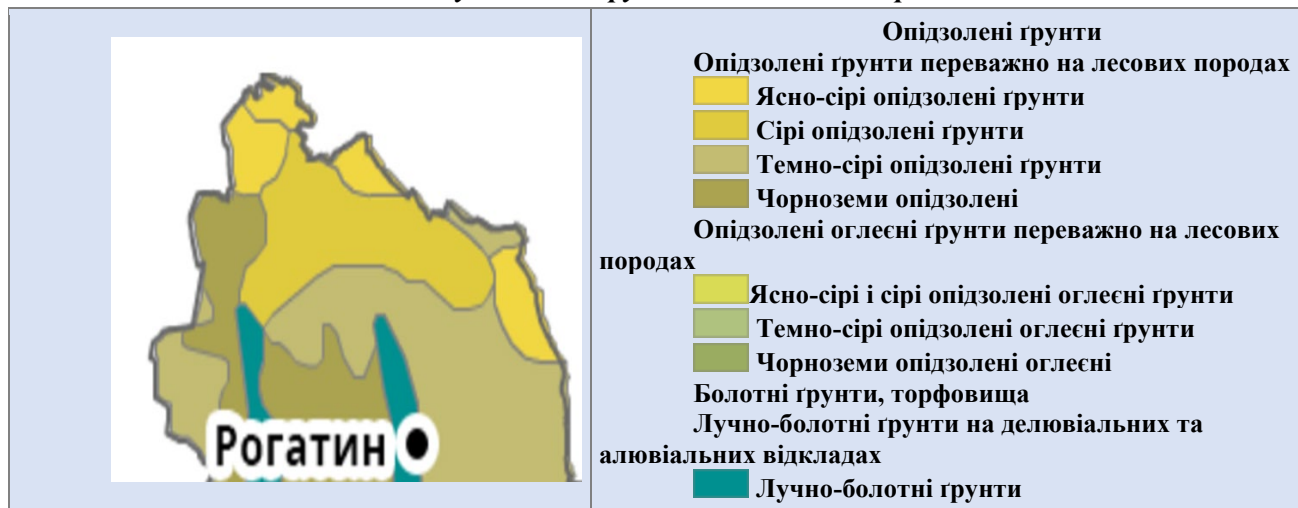 Опідзолені ґрунти
Опідзолені ґрунти переважно на лесових породах
Ясно-сірі опідзолені ґрунти
Сірі опідзолені ґрунти
Темно-сірі опідзолені ґрунти
Чорноземи опідзолені
Опідзолені оглеєні ґрунти переважно на лесових
породах
Ясно-сірі і сірі опідзолені оглеєні ґрунти
Темно-сірі опідзолені оглеєні ґрунти
Чорноземи опідзолені оглеєні
Болотні ґрунти, торфовища
Лучно-болотні ґрунти на делювіальних та
алювіальних відкладах
Лучно-болотні ґрунти
Рогатин